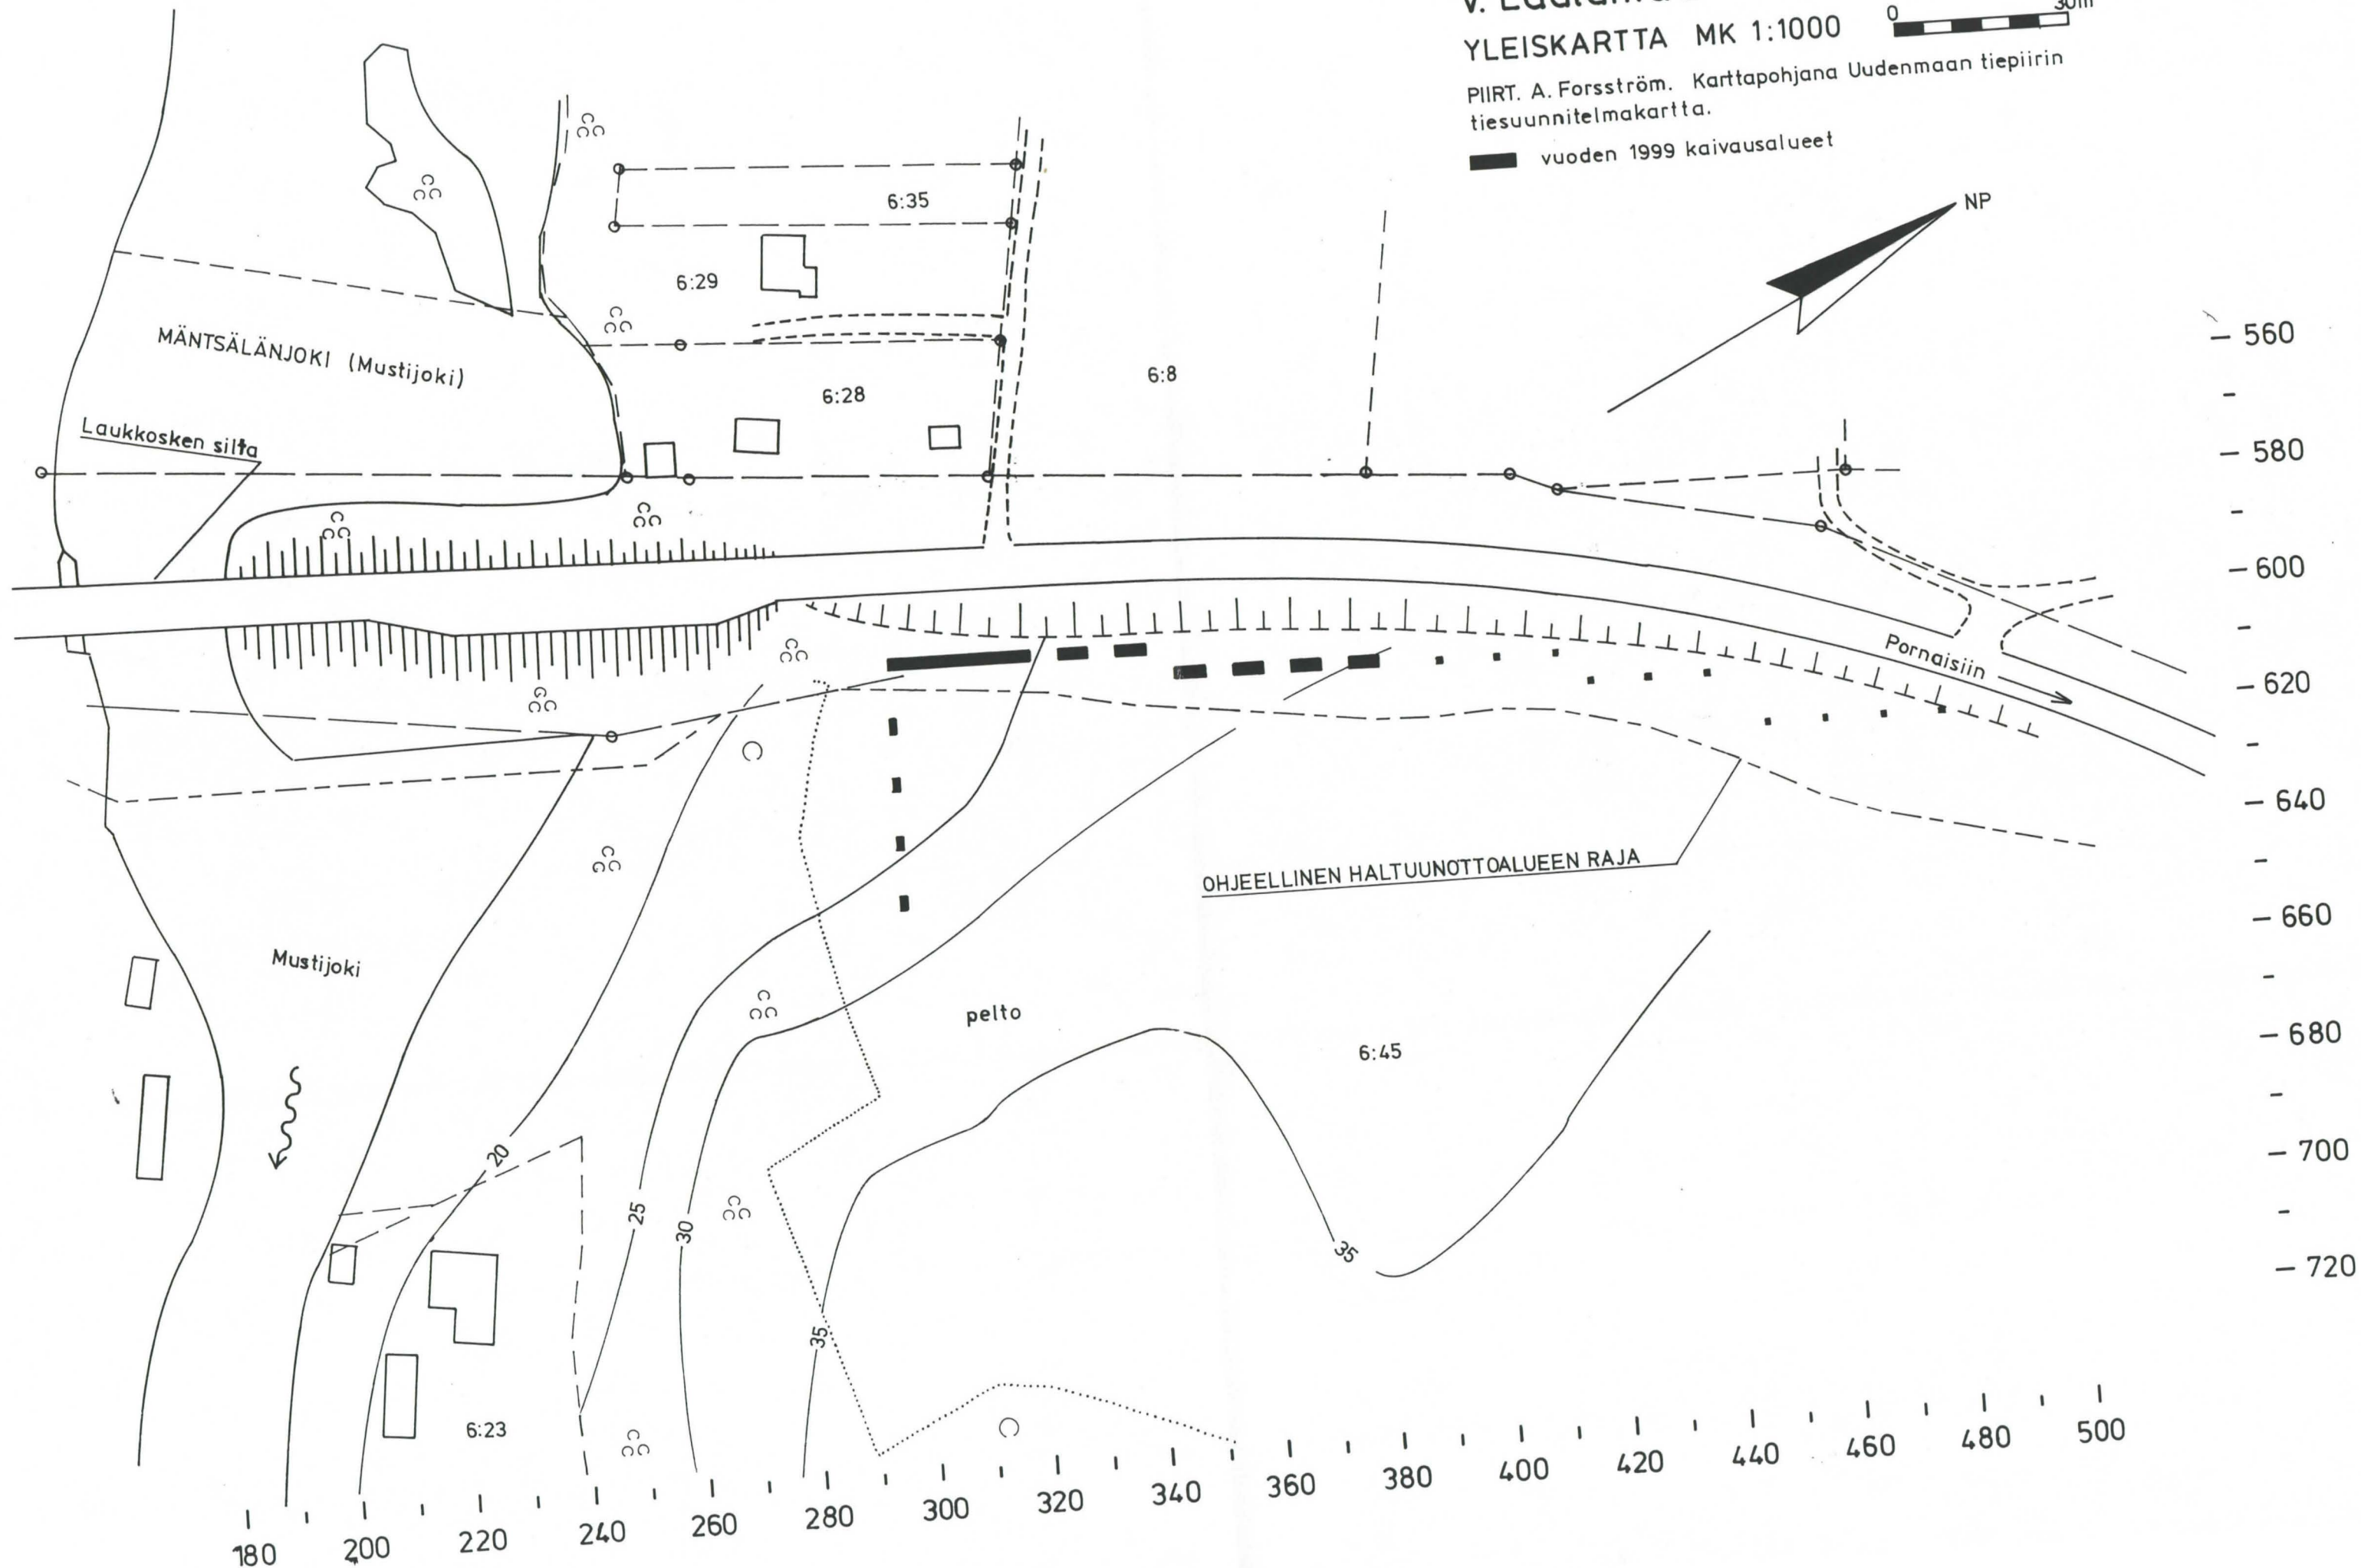 YLEISKARTTA MK 1:1000
0 30m
PIIRT. A. Forsström. Karttapohjana Uudenmaan tiepiirin
tiesuunnitelmakartta.
vuoden 1999 kaivausalueet
NP
6:35
6:29
6:28
6:8
MÄNTSÄLÄNJOKI (Mustijoki)
Laukkosken silta
Pornaisiin
OHJEELLINEN HALTUUNOTTOALUEEN RAJA
Mustijoki
pelto
6:45
20
25
30
35
35
6:23
560
580
600
620
640
660
680
700
720
180 200 220 240 260 280 300 320 340 360 380 400 420 440 460 480 500